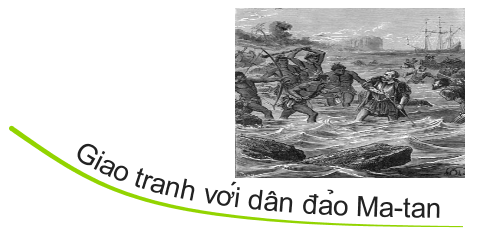 Giao tranh với dân đảo Ma-tan